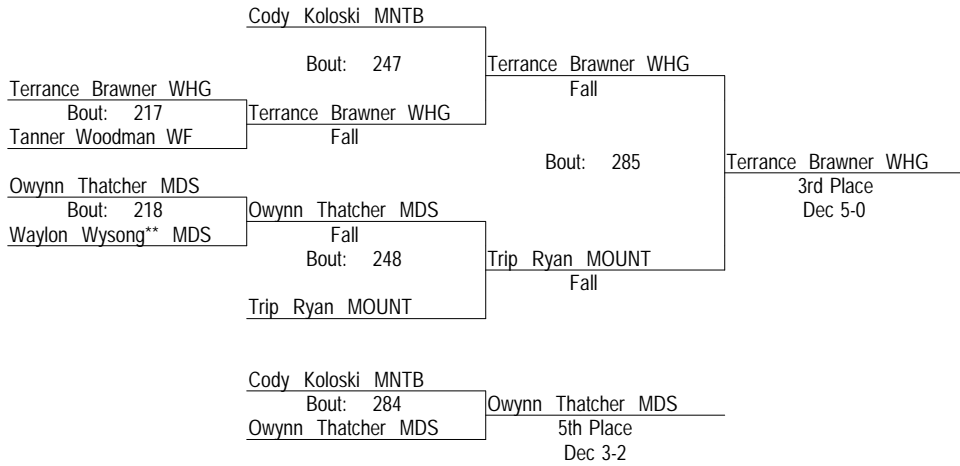 Cody Koloski MNTB
Bout: 247
Terrance Brawner WHG
Fall
Terrance Brawner WHG
Bout: 217
Terrance Brawner WHG
Tanner Woodman WF
Fall
Bout: 285
Terrance Brawner WHG
3rd Place
Dec 5-0
Owynn Thatcher MDS
Bout: 218
Owynn Thatcher MDS
Waylon Wysong** MDS
Fall
Bout: 248
Trip Ryan MOUNT
Fall
Trip Ryan MOUNT
Cody Koloski MNTB
Bout: 284
Owynn Thatcher MDS
Owynn Thatcher MDS
5th Place
Dec 3-2